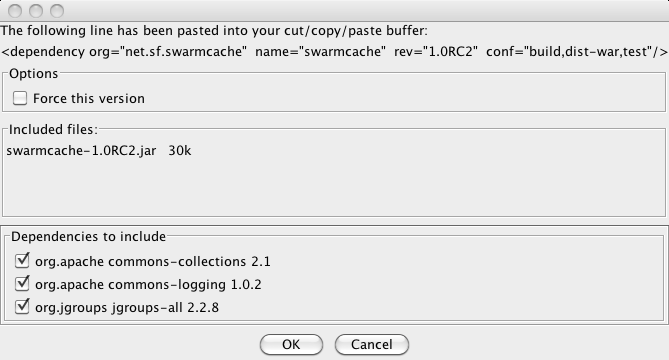 The following line has been pasted into your cut/copy/paste buffer:
<dependency org="net.sf.swarmcache" name="swarmcache" rev="1.0RC2" conf="build,dist-war,test"/>
Options
Force this version
Included files:
swarmcache-1.0RC2.jar 30k
Dependencies to include
org.apache commons-collections 2.1
org.apache commons-logging 1.0.2
org.jgroups jgroups-all 2.2.8
OK Cancel